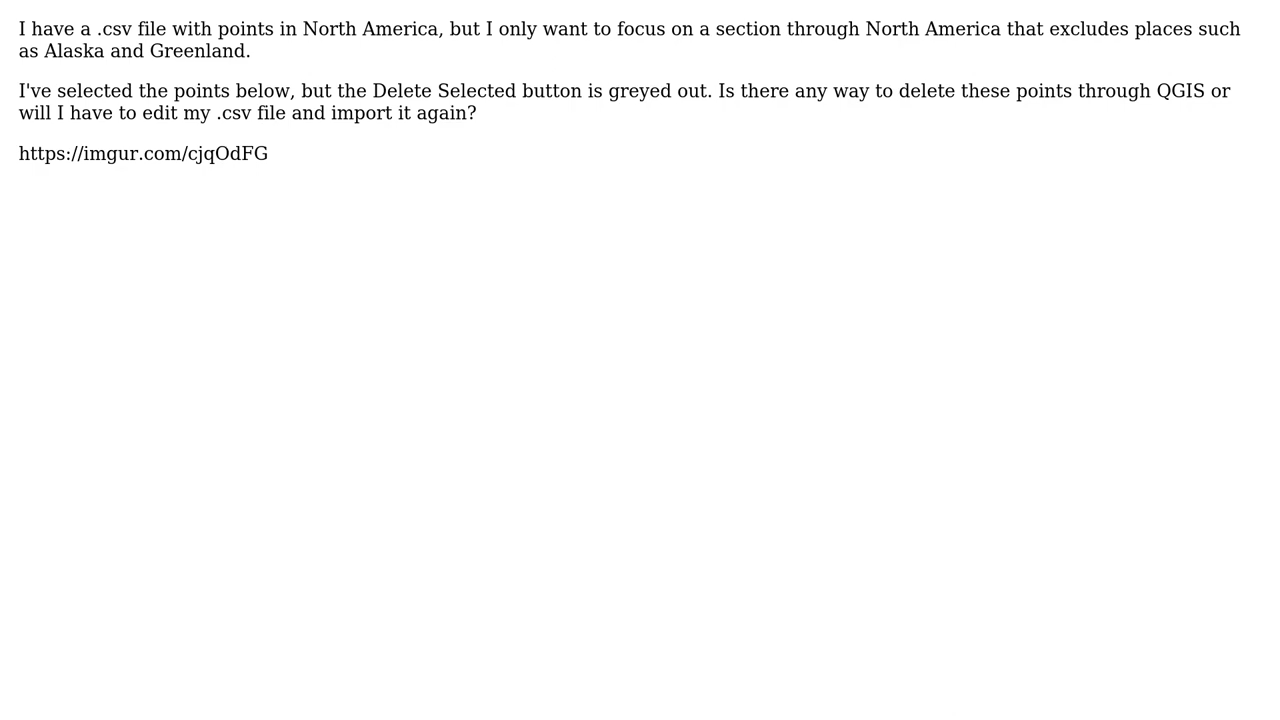 I have a .csv file with points in North America, but I only want to focus on a section through North America that excludes places such
as Alaska and Greenland.
I've selected the points below, but the Delete Selected button is greyed out. Is there any way to delete these points through QGIS or
will I have to edit my .csv file and import it again?
https://imgur.com/cjqOdFG